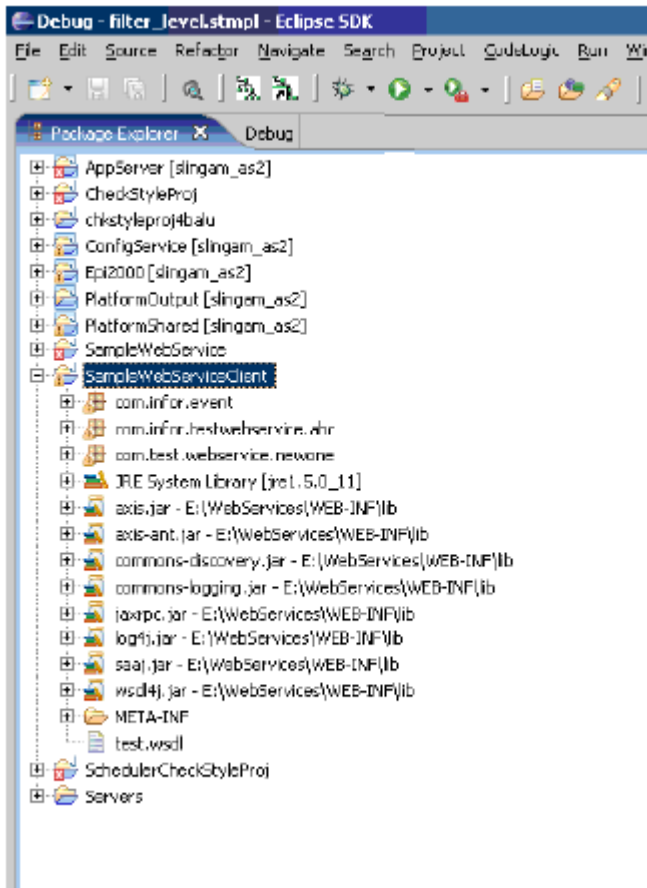 Debug - filter_level.stmpl - Eclipse SDK
File Edit Source Refactor Navigate Search Project CodeLogic Run Wi
Package Explorer X Debug
AppServer [slingam_as2]
CheckStyleProj
chkstyleproj4balu
ConfigService [slingam_as2]
Epi2000 [slingam_as2]
PlatformOutput [slingam_as2]
PlatformShared [slingam_as2]
SampleWebService
SampleWebServiceClient
com.infor.event
com.infor.testwebservice.abc
com.test.webservice.newone
JRE System Library [jre1.5.0_11]
axis.jar - E:\WebServices\WEB-INF\lib
axis-ant.jar - E:\WebServices\WEB-INF\lib
commons-discovery.jar - E:\WebServices\WEB-INF\lib
commons-logging.jar - E:\WebServices\WEB-INF\lib
jaxrpc.jar - E:\WebServices\WEB-INF\lib
log4j.jar - E:\WebServices\WEB-INF\lib
saaj.jar - E:\WebServices\WEB-INF\lib
wsdl4j.jar - E:\WebServices\WEB-INF\lib
META-INF
test.wsdl
SchedulerCheckStyleProj
Servers